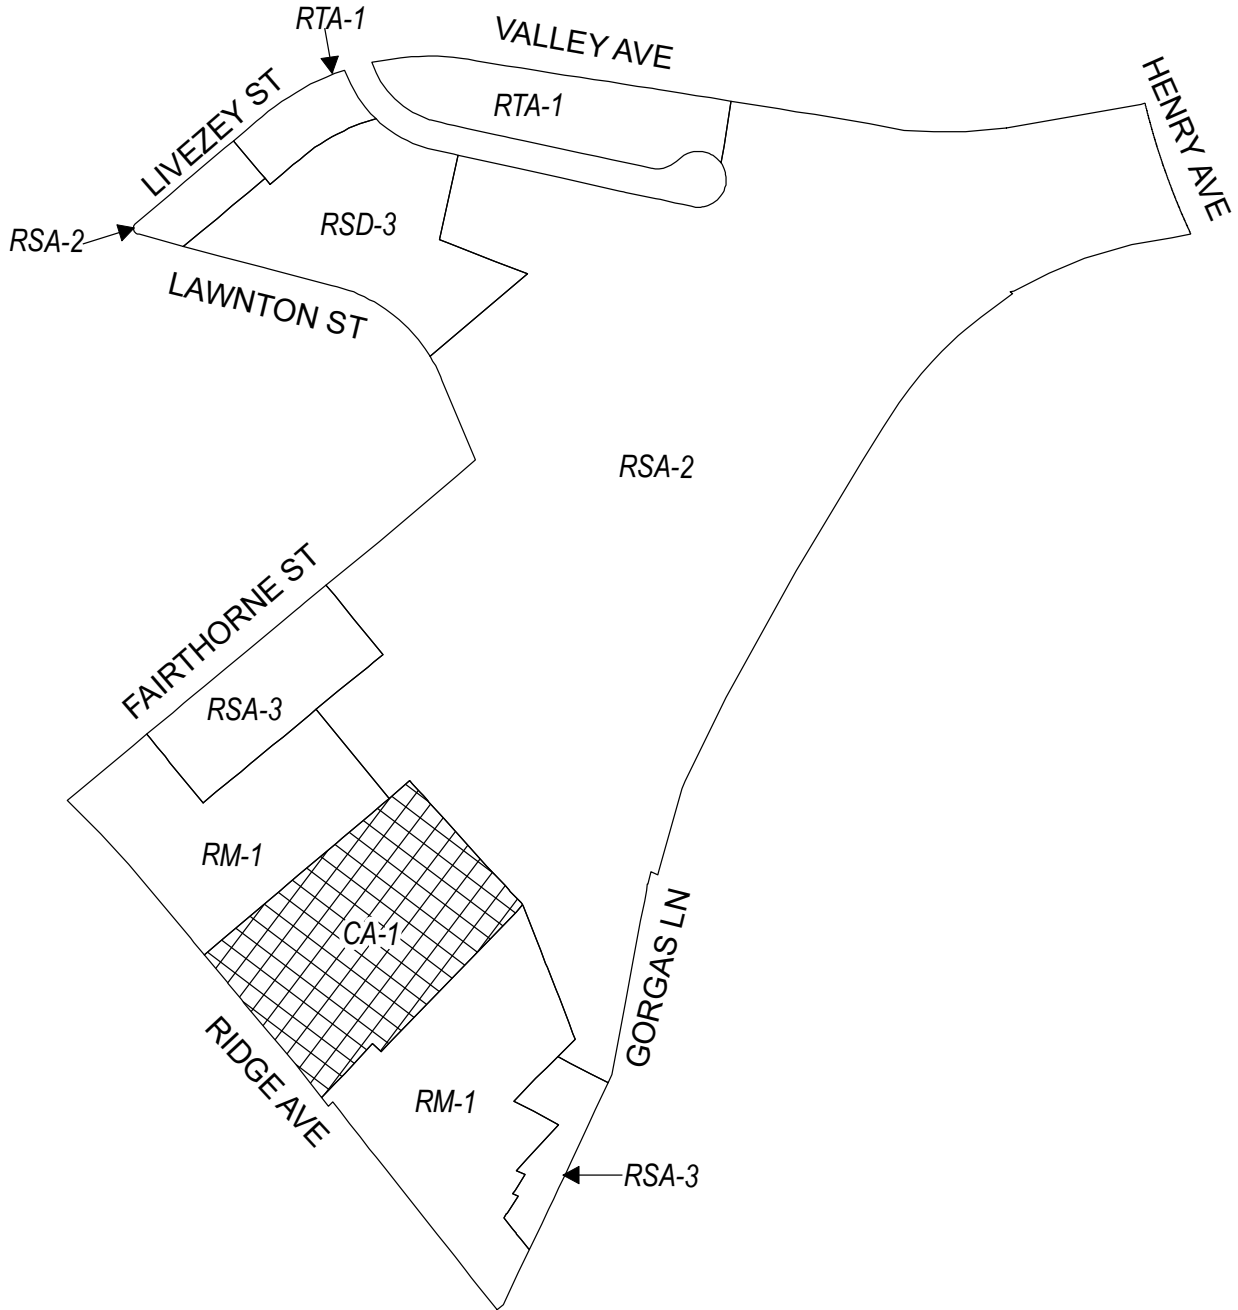 RTA-1
VALLEY AVE
HENRY AVE
LIVEZEY ST
RTA-1
RSA-2
RSD-3
LAWNTON ST
RSA-2
FAIRTHORNE ST
RSA-3
RM-1
CA-1
GORGAS LN
RIDGE AVE
RM-1
RSA-3